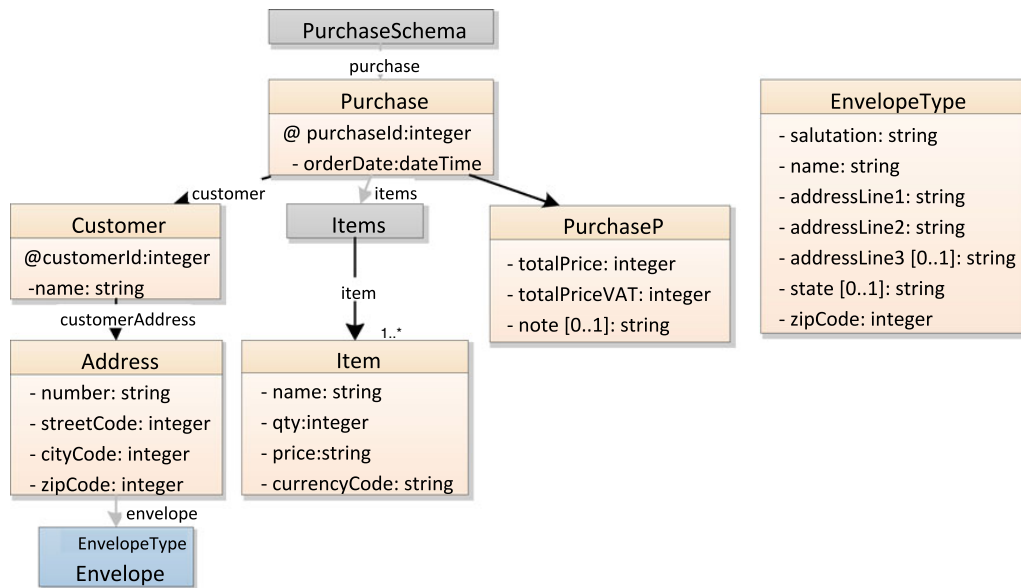 PurchaseSchema
purchase
Purchase
@ purchaseId:integer
- orderDate:dateTime
customer
items
Customer
@customerId:integer
-name: string
Items
PurchaseP
- totalPrice: integer
- totalPriceVAT: integer
- note [0..1]: string
EnvelopeType
- salutation: string
- name: string
- addressLine1: string
- addressLine2: string
- addressLine3 [0..1]: string
- state [0..1]: string
- zipCode: integer
customerAddress
item
1..*
Address
- number: string
- streetCode: integer
- cityCode: integer
- zipCode: integer
Item
- name: string
- qty:integer
- price:string
- currencyCode: string
envelope
EnvelopeType
Envelope